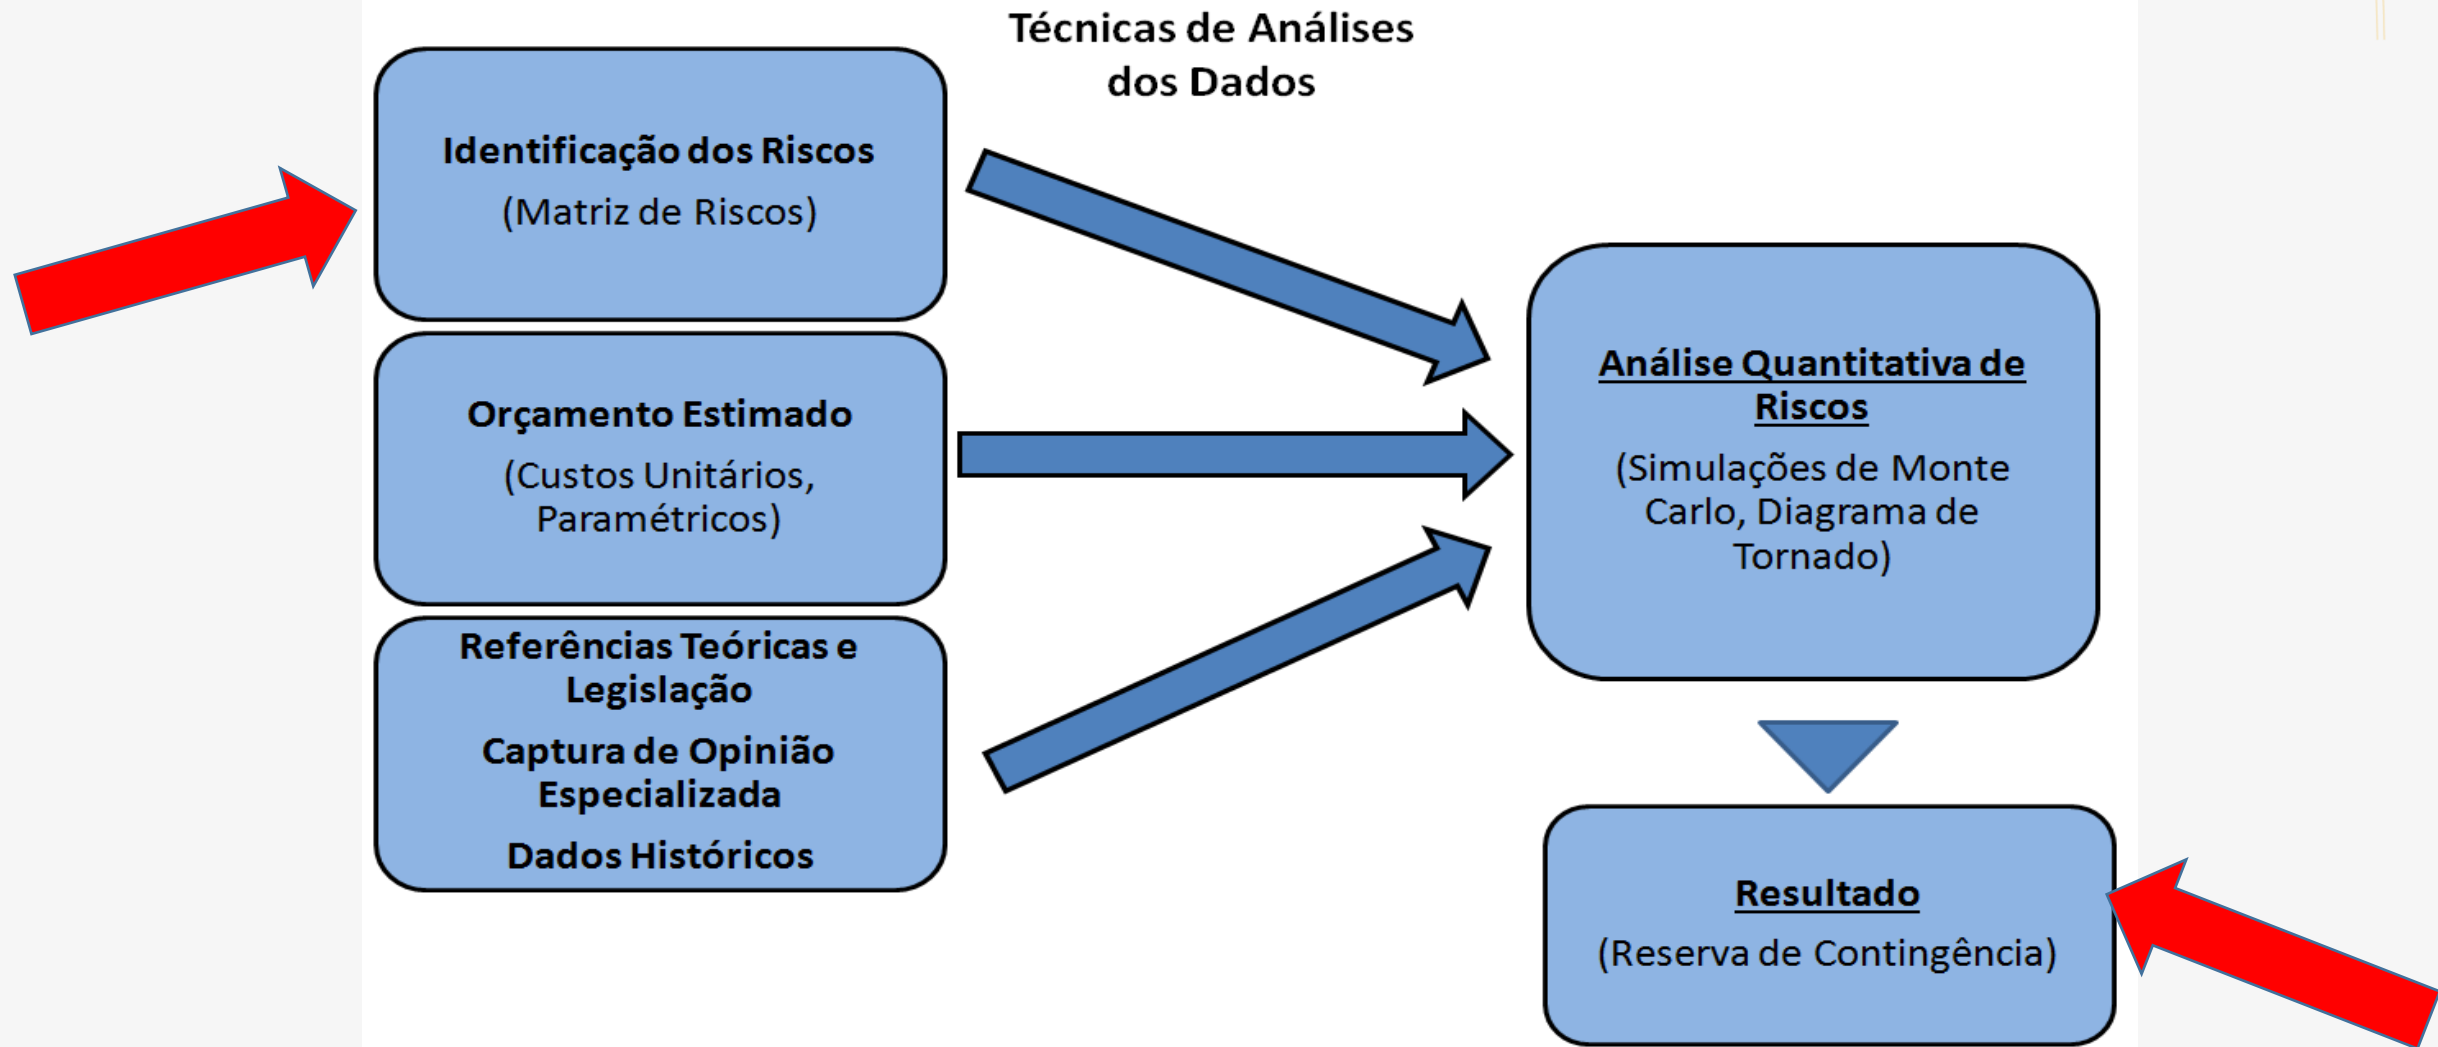 Técnicas de Análises
dos Dados
Identificação dos Riscos
(Matriz de Riscos)
Orçamento Estimado
(Custos Unitários,
Paramétricos)
Referências Teóricas e
Legislação
Captura de Opinião
Especializada
Dados Históricos
Análise Quantitativa de
Riscos
(Simulações de Monte
Carlo, Diagrama de
Tornado)
Resultado
(Reserva de Contingência)